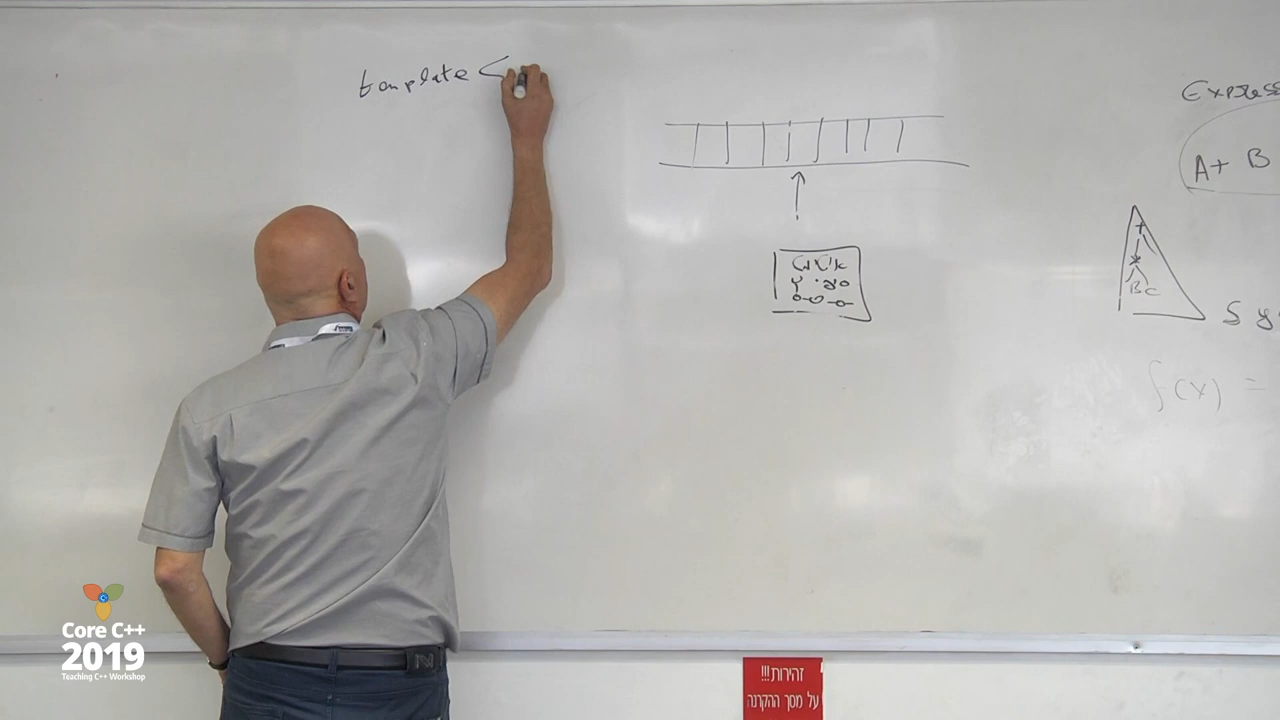 template <
Express
A+ B
+
*
B C
f(x) =
Core C++
2019
Teaching C++ Workshop
זהירות!!!
על מסך ההקרנה